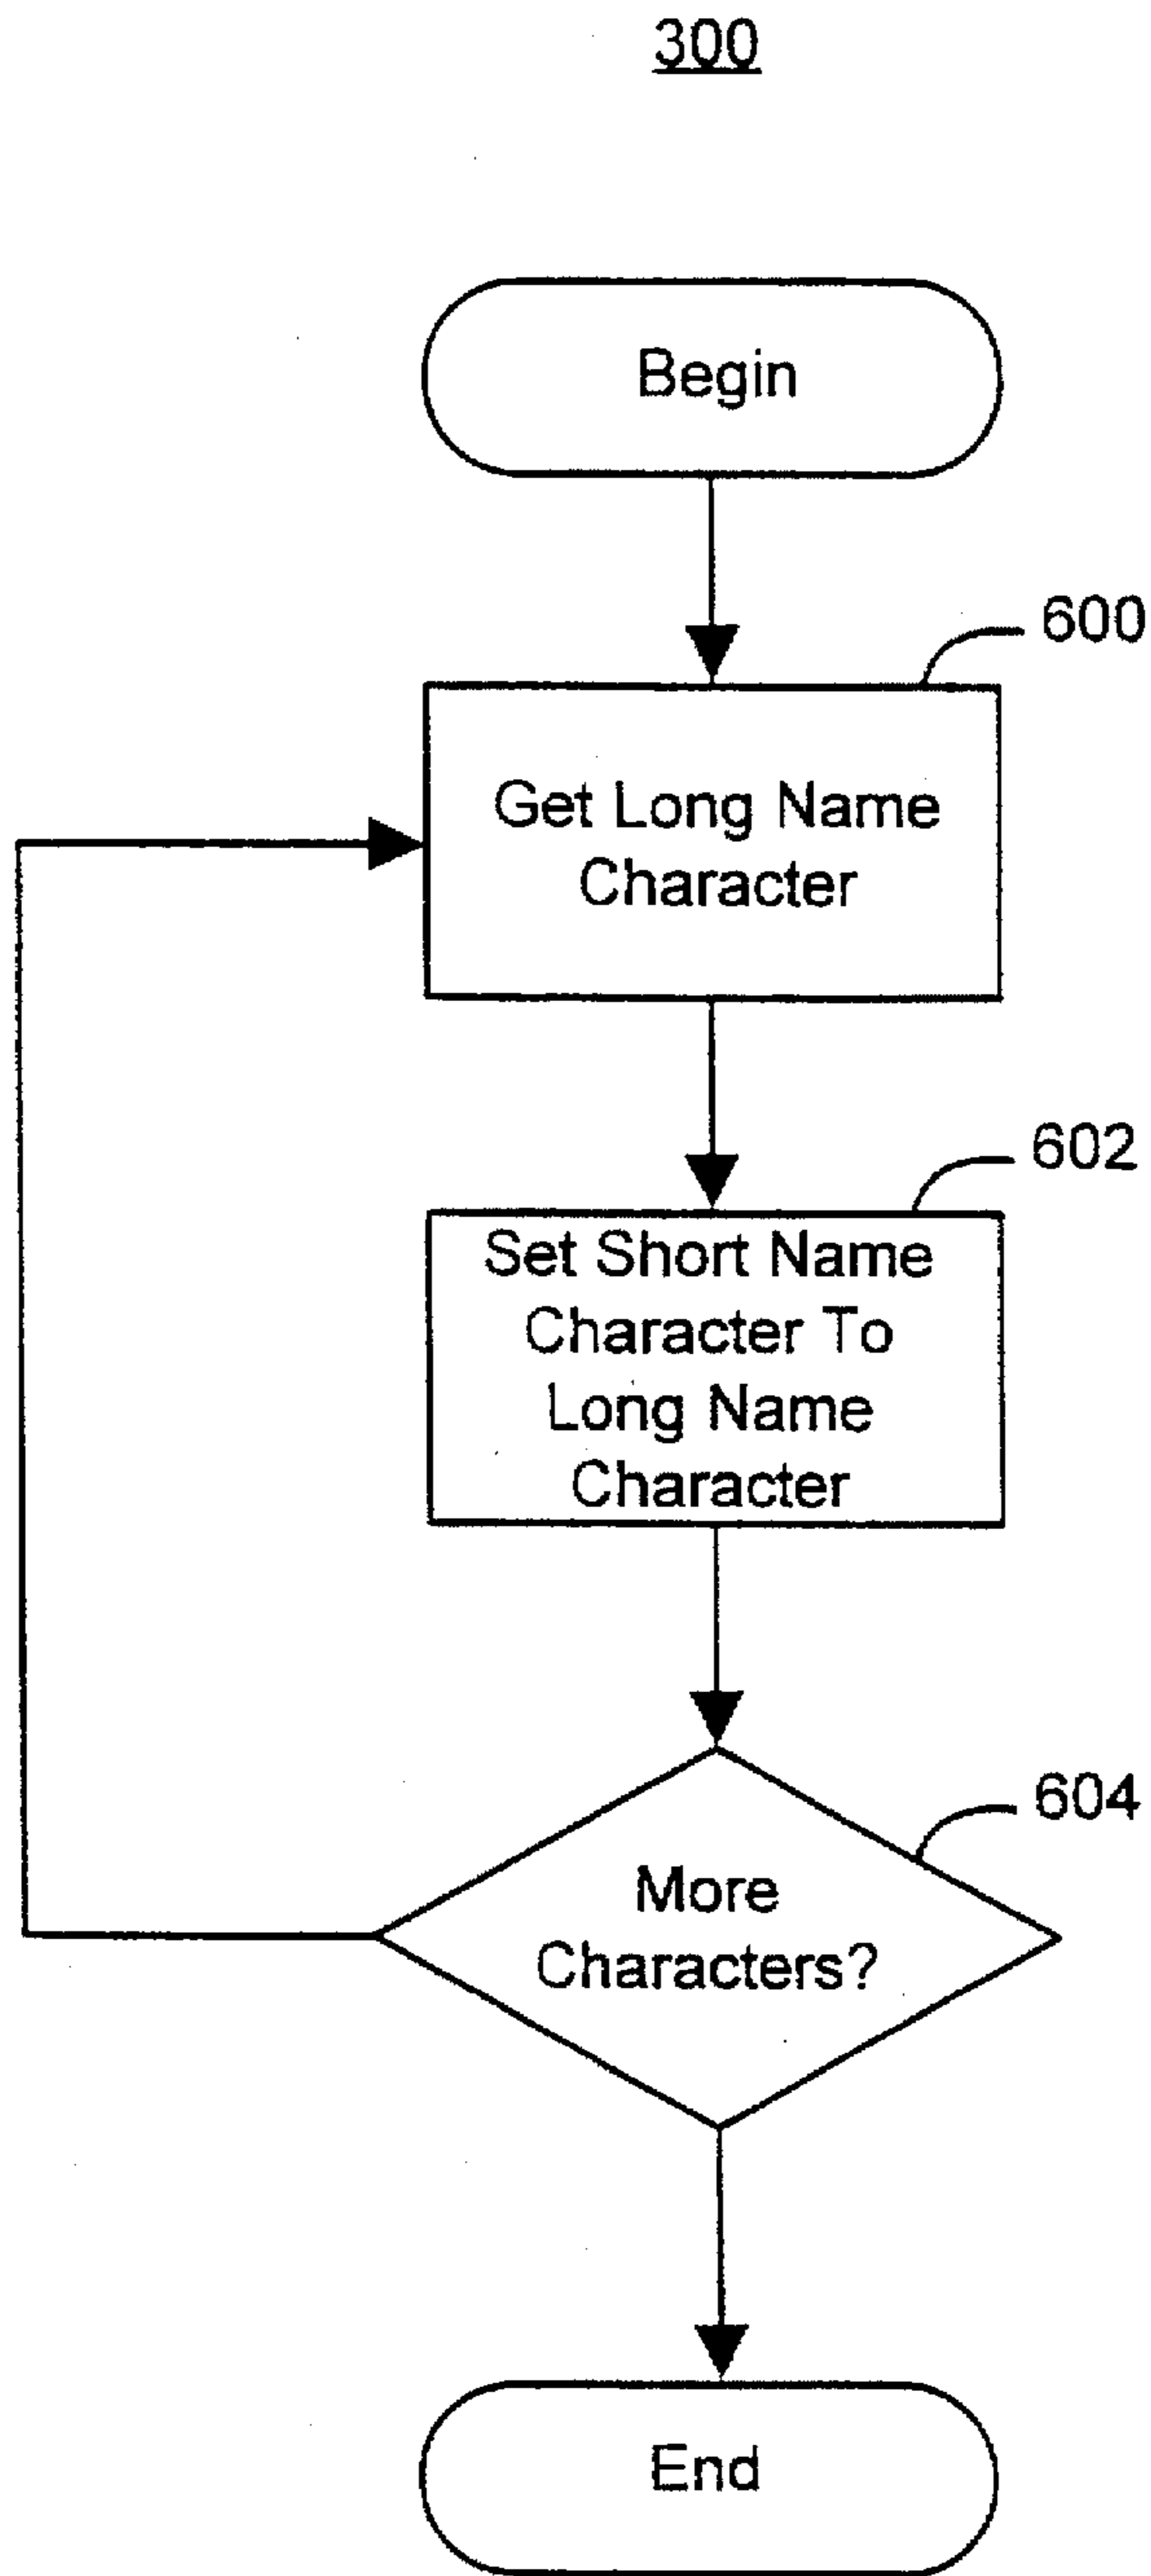 300
Begin
600
Get Long Name
Character
602
Set Short Name
Character To
Long Name
Character
604
More
Characters?
End